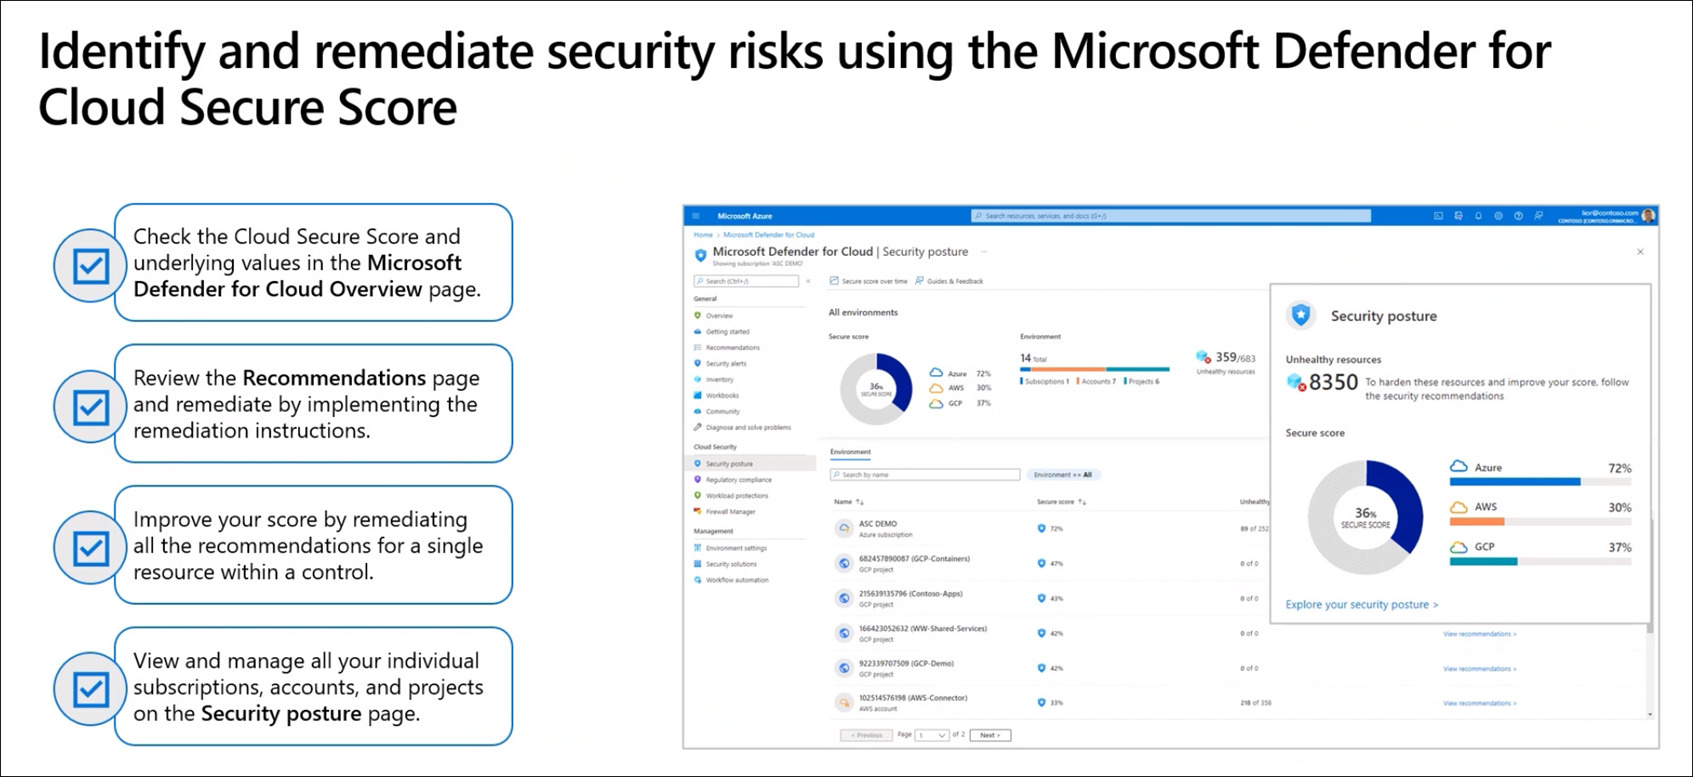 Identify and remediate security risks using the Microsoft Defender for
Cloud Secure Score
Check the Cloud Secure Score and
underlying values in the Microsoft
Defender for Cloud Overview page.
Review the Recommendations page
and remediate by implementing the
remediation instructions.
Improve your score by remediating
all the recommendations for a single
resource within a control.
View and manage all your individual
subscriptions, accounts, and projects
on the Security posture page.
Microsoft Azure
Search resources, services, and docs (G+/)
lior@contoso.com
Home > Microsoft Defender for Cloud
Microsoft Defender for Cloud | Security posture ...
Showing subscription 'ASC DEMO'
Search (Ctrl+/)
General
Overview
Getting started
Recommendations
Security alerts
Inventory
Workbooks
Community
Diagnose and solve problems
Cloud Security
Security posture
Regulatory compliance
Workload protections
Firewall Manager
Management
Environment settings
Security solutions
Workflow automation
Secure score over time
Guides & Feedback
All environments
Secure score
36%
SECURE SCORE
Azure 72%
AWS 30%
GCP 37%
Environment
14 Total
Subscriptions 1
Accounts 7
Projects 6
359/683
Unhealthy resources
Environment
Search by name
Environment == All
Name
Secure score
Unhealthy
ASC DEMO
Azure subscription
72%
89 of 252
682457890087 (GCP-Containers)
GCP project
47%
0 of 0
215639135796 (Contoso-Apps)
GCP project
43%
0 of 0
166423052632 (WW-Shared-Services)
GCP project
42%
0 of 0
View recommendations >
922339707509 (GCP-Demo)
GCP project
42%
0 of 0
View recommendations >
102514576198 (AWS-Connector)
AWS account
33%
218 of 358
View recommendations >
< Previous
Page
1
of 2
Next >
Security posture
Unhealthy resources
8350
To harden these resources and improve your score, follow
the security recommendations
Secure score
36%
SECURE SCORE
Azure 72%
AWS 30%
GCP 37%
Explore your security posture >